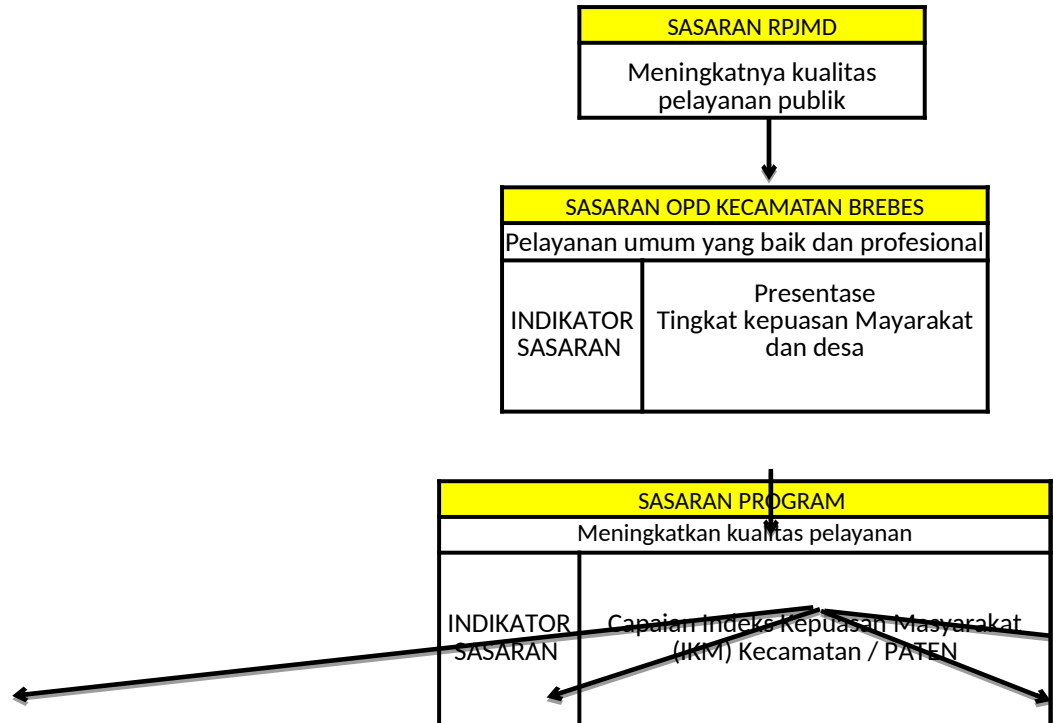 SASARAN RPJMD
Meningkatnya kualitas
pelayanan publik
SASARAN OPD KECAMATAN BREBES
Pelayanan umum yang baik dan profesional
INDIKATOR
SASARAN
Presentase
Tingkat kepuasan Mayarakat
dan desa
SASARAN PROGRAM
Meningkatkan kualitas pelayanan
INDIKATOR
SASARAN
Capaian Indeks Kepuasan Masyarakat
(IKM) Kecamatan / PATEN